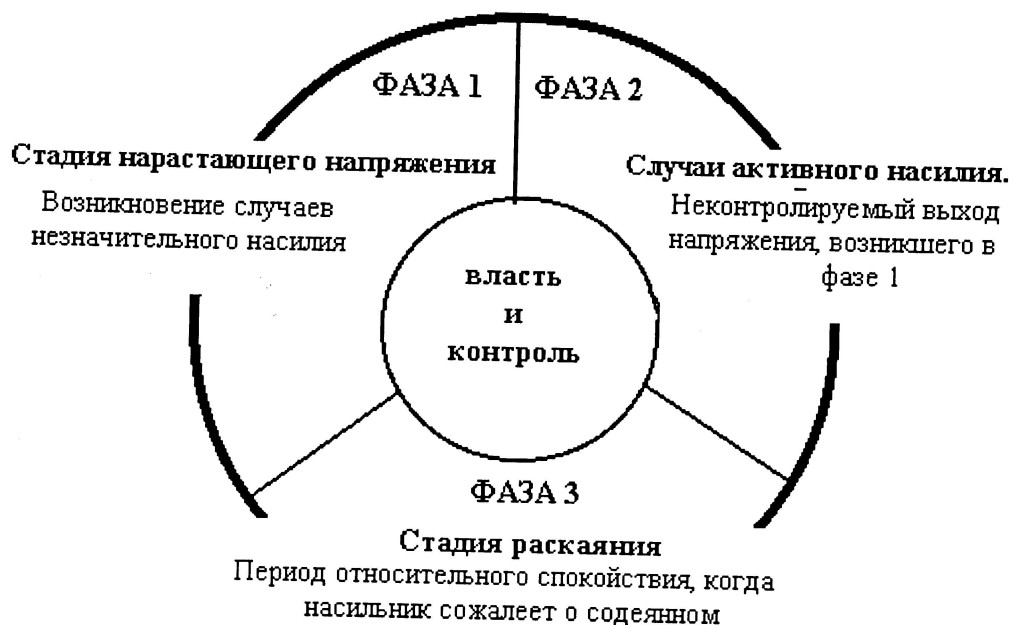 ФАЗА 1
Стадия нарастающего напряжения
Возникновение случаев
незначительного насилия
ФАЗА 2
Случаи активного насилия.
Неконтролируемый выход
напряжения, возникшего в
фазе 1
власть
и
контроль
ФАЗА 3
Стадия раскаяния
Период относительного спокойствия, когда
насильник сожалеет о содеянном